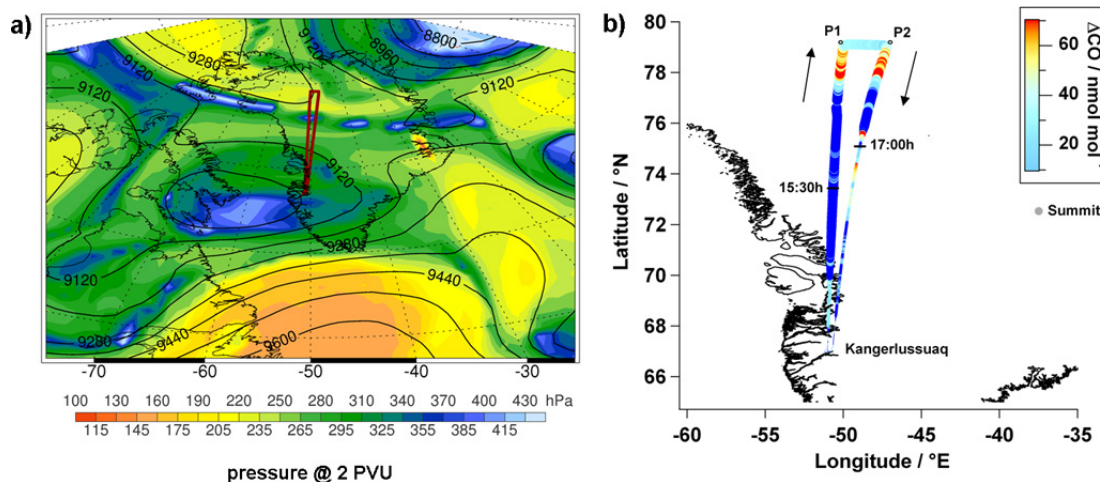 a)
8800
9120
8960
9280
9120
9120
9120
9280
9120
9440
9440
9280
9600
-70 -60 -50 -40 -30
100 130 160 190 220 250 280 310 340 370 400 430 hPa
115 145 175 205 235 265 295 325 355 385 415
pressure @ 2 PVU
b)
80
78
76
74
72
70
68
66
Latitude / °N
P1 P2
17:00h
15:30h
Kangerlussuaq
Summit
60
40
20
ΔCO / nmol mol⁻
-60 -55 -50 -45 -40 -35
Longitude / °E